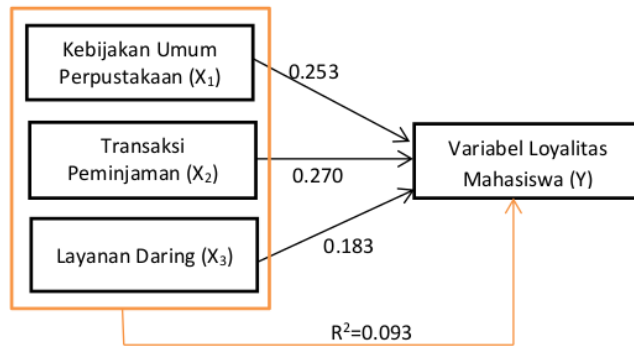 Kebijakan Umum
Perpustakaan (X₁)
0.253
Transaksi
Peminjaman (X₂)
0.270
Variabel Loyalitas
Mahasiswa (Y)
Layanan Daring (X₃)
0.183
R²=0.093